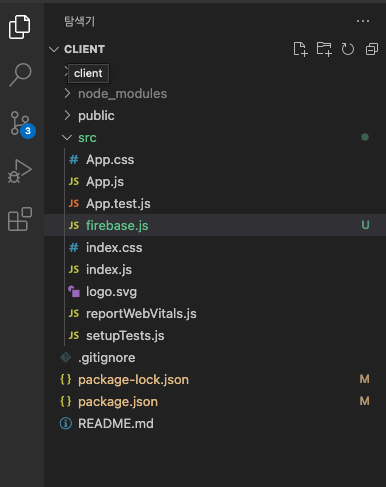 탐색기
CLIENT
client
node_modules
public
src
# App.css
JS App.js
JS App.test.js
JS firebase.js U
# index.css
JS index.js
logo.svg
JS reportWebVitals.js
JS setupTests.js
.gitignore
{} package-lock.json M
{} package.json M
README.md
3